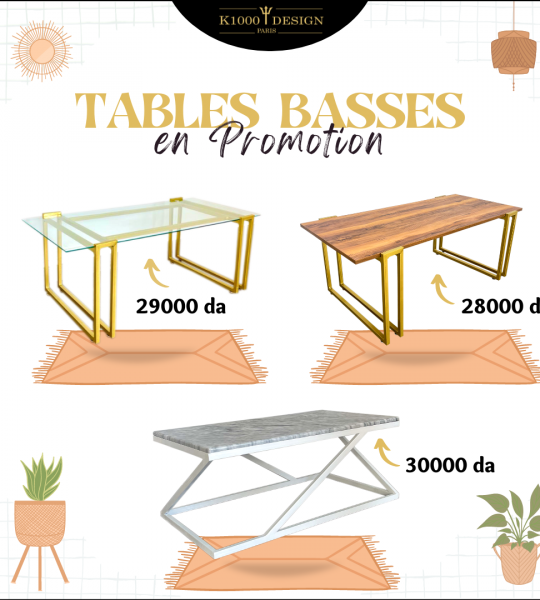 K1000 DESIGN
PARIS
TABLES BASSES
en Promotion
29000 da
28000 d
30000 da